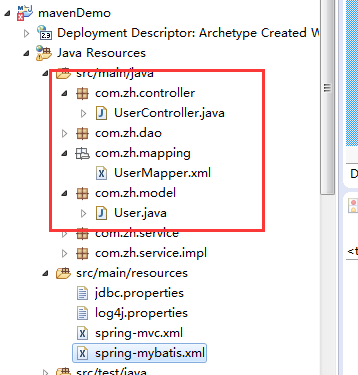 mavenDemo
Deployment Descriptor: Archetype Created W
Java Resources
src/main/java
com.zh.controller
UserController.java
com.zh.dao
com.zh.mapping
UserMapper.xml
com.zh.model
User.java
com.zh.service
com.zh.service.impl
src/main/resources
jdbc.properties
log4j.properties
spring-mvc.xml
spring-mybatis.xml
src/test/java
D
<t